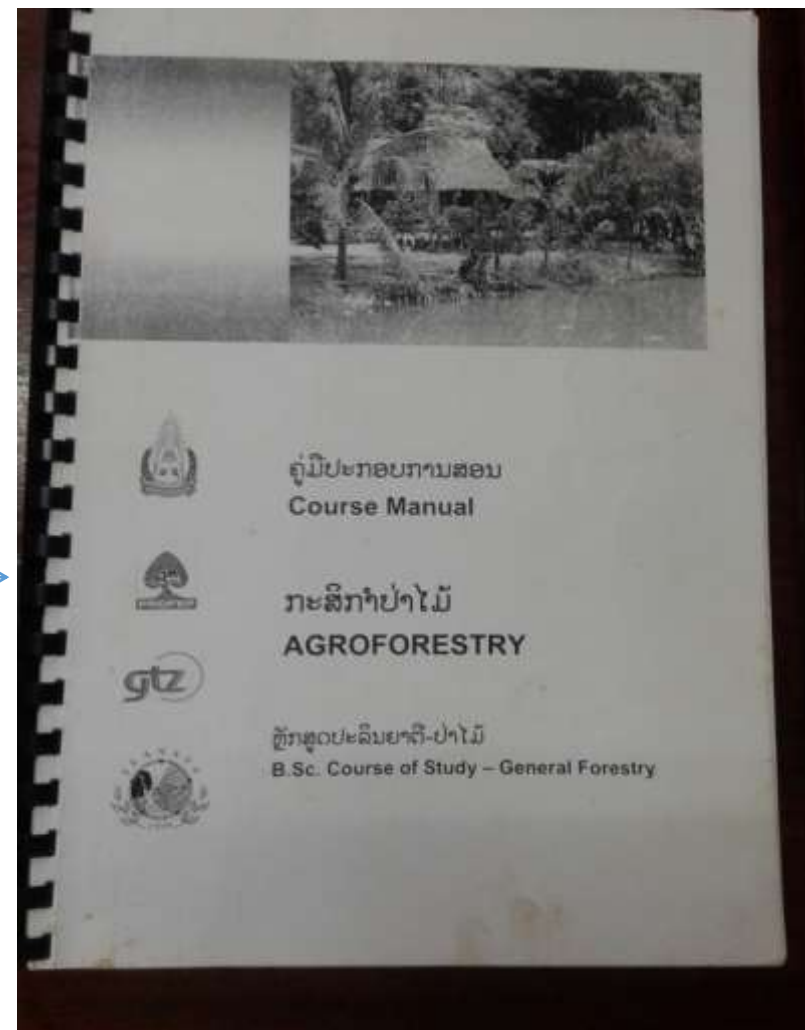 ຄູ່ມືປະກອບການສອນ
Course Manual
ກະສິກຳປ່າໄມ້
AGROFORESTRY
gtz
ຫຼັກສູດປະລິນຍາຕີ-ປ່າໄມ້
B.Sc. Course of Study – General Forestry